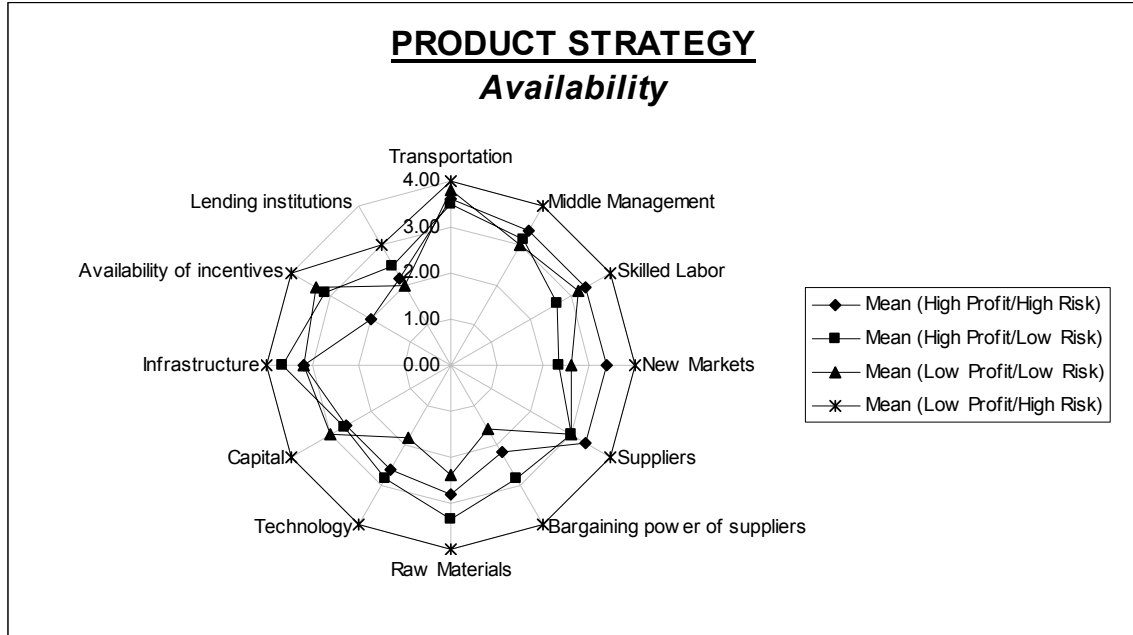 PRODUCT STRATEGY
Availability
Transportation
4.00
Lending institutions
Middle Management
3.00
Availability of incentives
Skilled Labor
2.00
1.00
Infrastructure
0.00
New Markets
Capital
Suppliers
Technology
Bargaining power of suppliers
Raw Materials
Mean (High Profit/High Risk)
Mean (High Profit/Low Risk)
Mean (Low Profit/Low Risk)
Mean (Low Profit/High Risk)